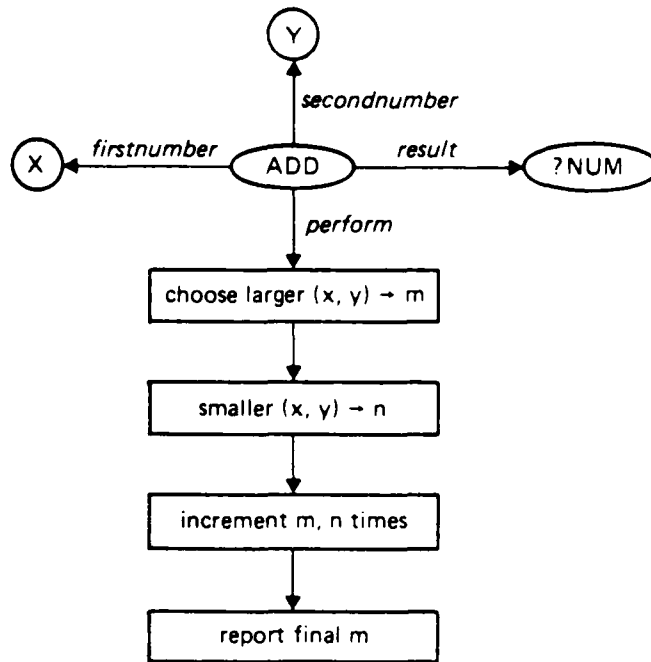 Y
secondnumber
X
firstnumber
ADD
result
?NUM
perform
choose larger (x, y) → m
smaller (x, y) → n
increment m, n times
report final m